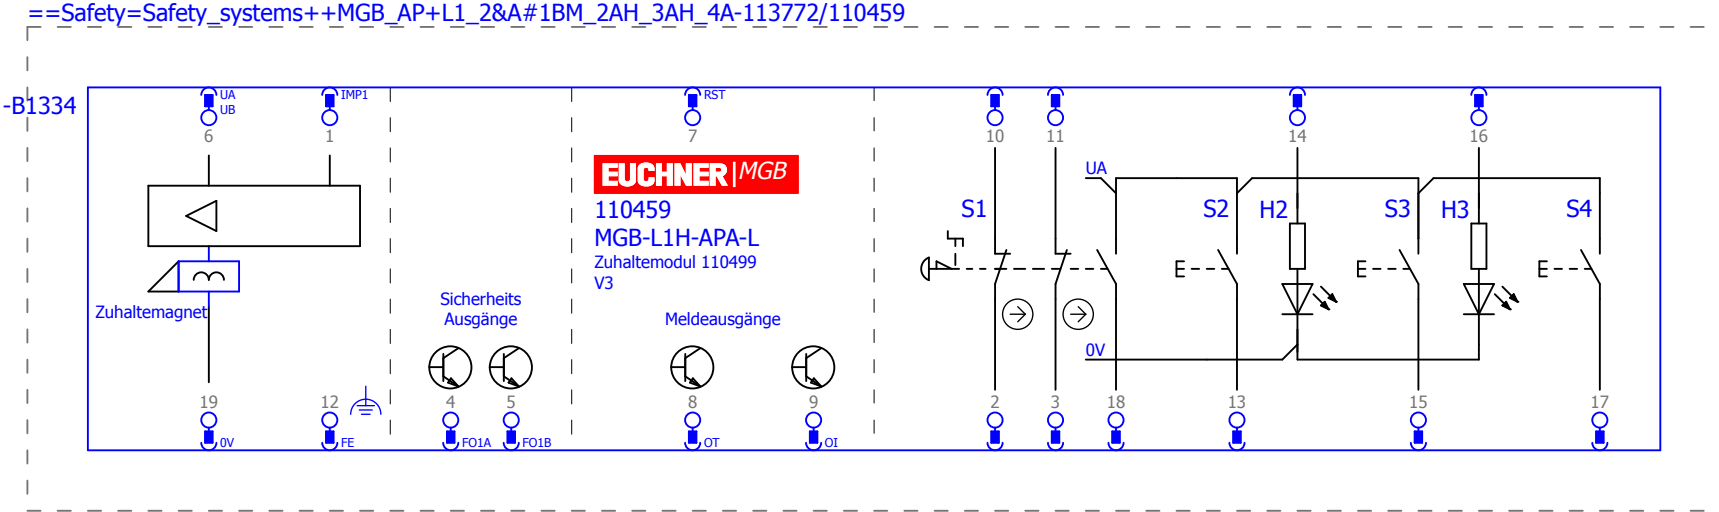 ==Safety=Safety_systems++MGB_AP+L1_2&A#1BM_2AH_3AH_4A-113772/110459
-B1334
UA
UB
6
IMP1
1
RST
7
10
11
14
16
EUCHNER|MGB
110459
MGB-L1H-APA-L
Zuhaltemodul 110499
V3
UA
S1
S2
H2
S3
H3
S4
Zuhaltemagnet
Sicherheits
Ausgänge
Meldeausgänge
0V
19
12
4
5
8
9
2
3
18
13
15
17
0V
FE
FO1A
FO1B
OT
OI